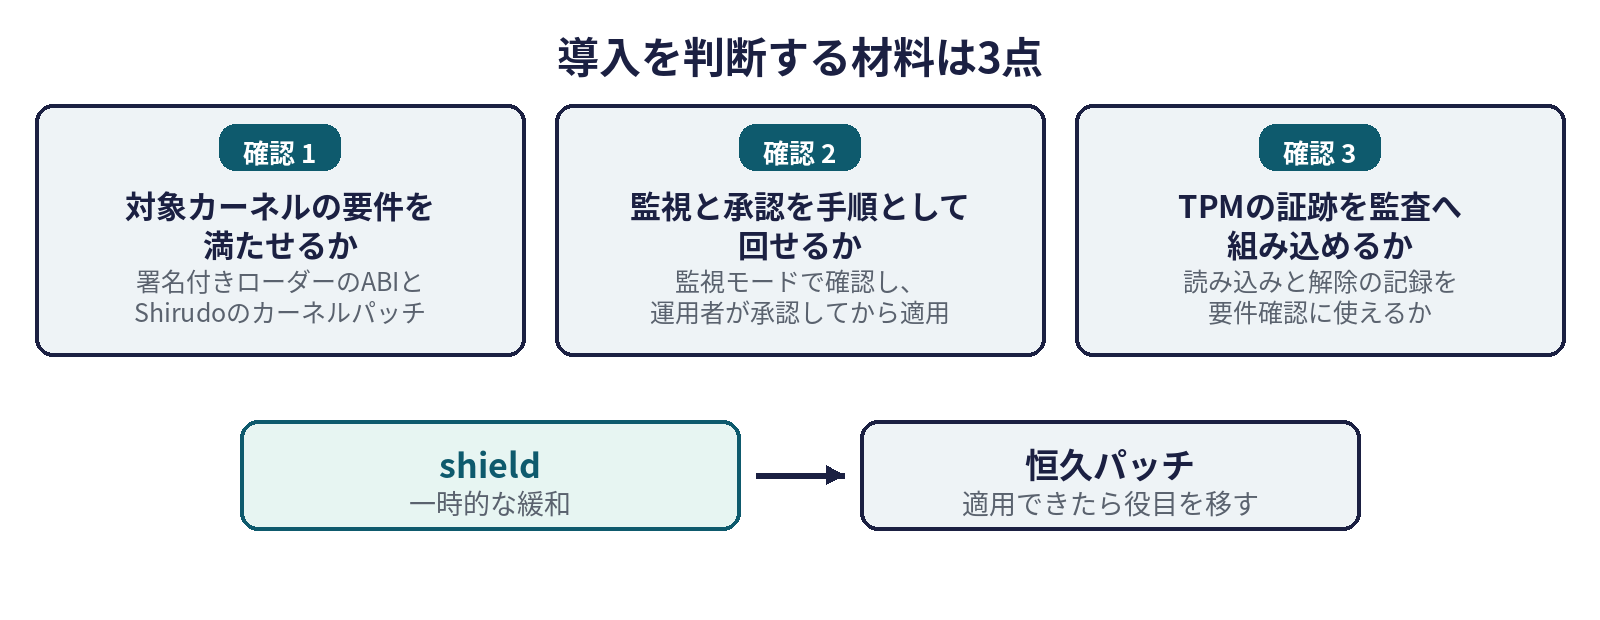 導入を判断する材料は3点
確認 1
対象カーネルの要件を
満たせるか
署名付きローダーのABIと
Shirudoのカーネルパッチ
確認 2
監視と承認を手順として
回せるか
監視モードで確認し、
運用者が承認してから適用
確認 3
TPMの証跡を監査へ
組み込めるか
読み込みと解除の記録を
要件確認に使えるか
shield
一時的な緩和
恒久パッチ
適用できたら役目を移す